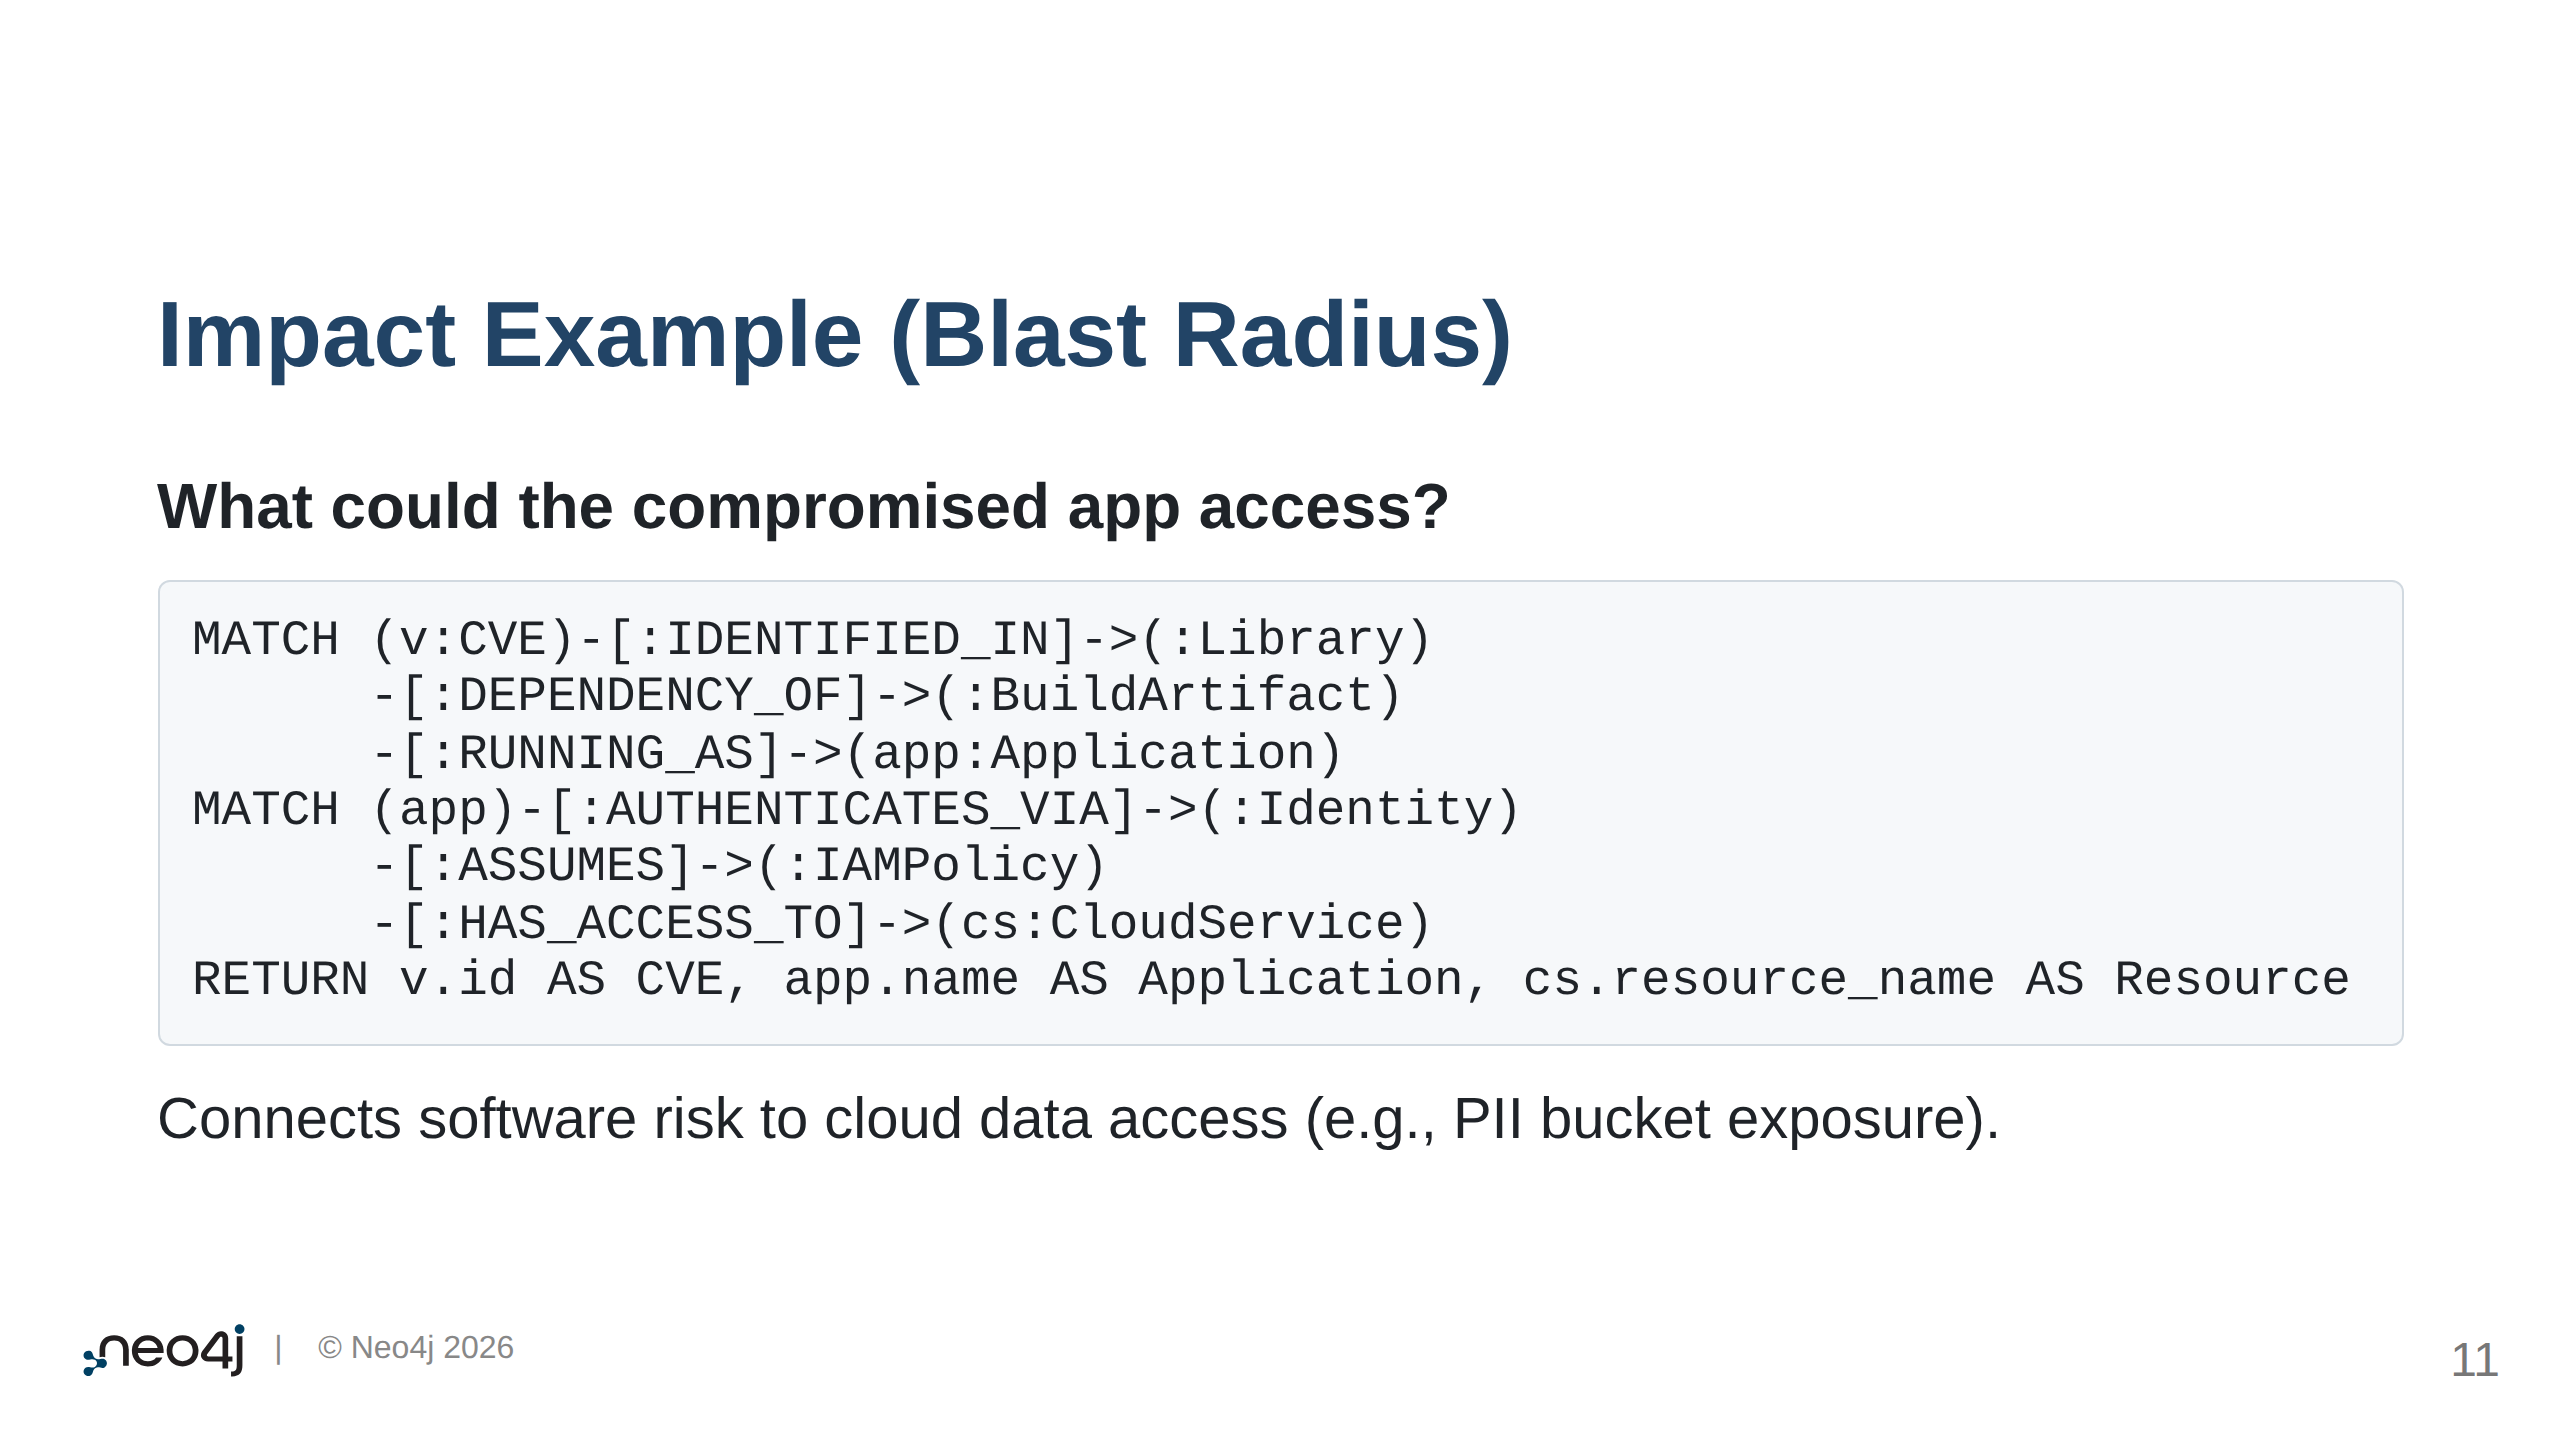 Impact Example (Blast Radius)
What could the compromised app access?
MATCH (v:CVE)-[:IDENTIFIED_IN]->(:Library)
      -[:DEPENDENCY_OF]->(:BuildArtifact)
      -[:RUNNING_AS]->(app:Application)
MATCH (app)-[:AUTHENTICATES_VIA]->(:Identity)
      -[:ASSUMES]->(:IAMPolicy)
      -[:HAS_ACCESS_TO]->(cs:CloudService)
RETURN v.id AS CVE, app.name AS Application, cs.resource_name AS Resource
Connects software risk to cloud data access (e.g., PII bucket exposure).
neo4j | © Neo4j 2026
11